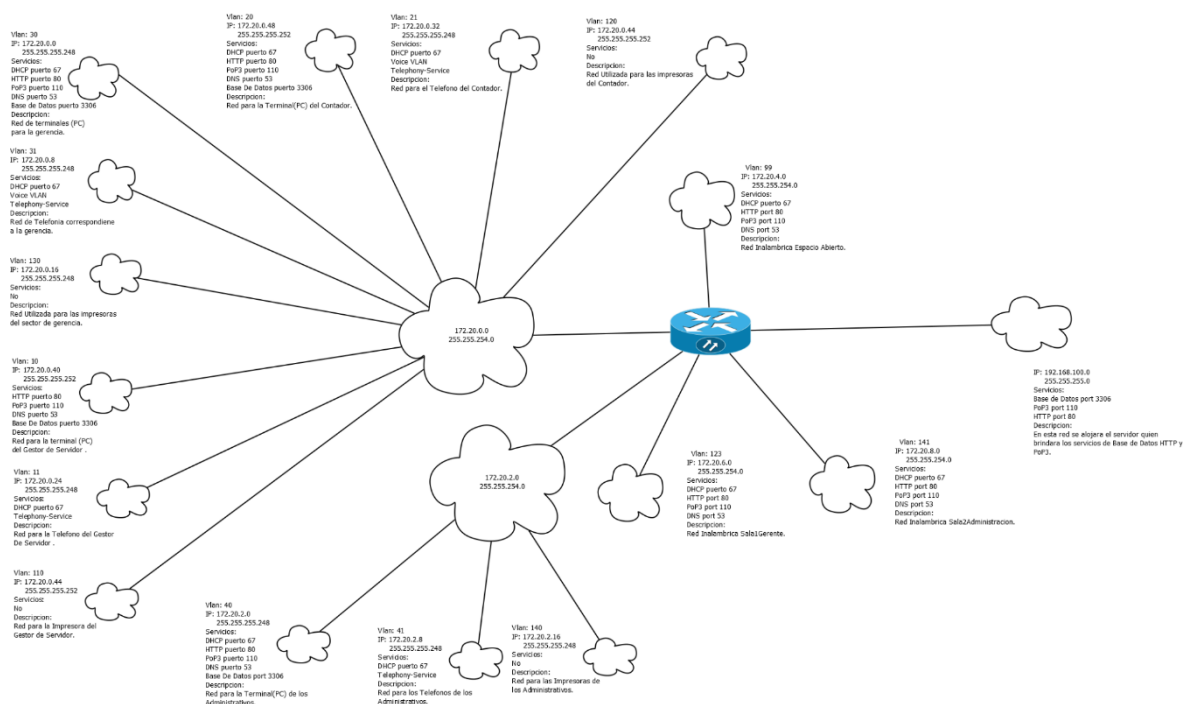 Vlan: 30
IP: 172.20.0.0
255.255.255.248
Servicios:
DHCP puerto 67
HTTP puerto 80
PoP3 puerto 110
DNS puerto 53
Base de Datos puerto 3306
Descripcion:
Red de terminales (PC)
para la gerencia.
Vlan: 20
IP: 172.20.0.48
255.255.255.252
Servicios:
DHCP puerto 67
HTTP puerto 80
PoP3 puerto 110
DNS puerto 53
Base De Datos puerto 3306
Descripcion:
Red para la Terminal(PC) del Contador.
Vlan: 21
IP: 172.20.0.32
255.255.255.248
Servicios:
DHCP puerto 67
Voice VLAN
Telephony-Service
Descripcion:
Red para el Telefono del Contador.
Vlan: 120
IP: 172.20.0.44
255.255.255.252
Servicios:
No
Descripcion:
Red Utilizada para las impresoras
del Contador.
Vlan: 31
IP: 172.20.0.8
255.255.255.248
Servicios:
DHCP puerto 67
Voice VLAN
Telephy-Service
Descripcion:
Red de Telefonia correspondiene
a la gerencia.
Vlan: 99
IP: 172.20.4.0
255.255.254.0
Servicios:
DHCP puerto 67
HTTP port 80
PoP3 port 110
DNS port 53
Descripcion:
Red Inalambrica Espacio Abierto.
Vlan: 130
IP: 172.20.0.16
255.255.255.248
Servicios:
No
Descripcion:
Red Utilizada para las impresoras
del sector de gerencia.
172.20.0.0
255.255.254.0
Vlan: 10
IP: 172.20.0.40
255.255.255.252
Servicios:
HTTP puerto 80
PoP3 puerto 110
DNS puerto 53
Base De Datos puerto 3306
Descripcion:
Red para la terminal (PC)
del Gestor de Servidor .
IP: 192.168.100.0
255.255.255.0
Servicios:
Base de Datos port 3306
PoP3 port 110
HTTP port 80
Descripcion:
En esta red se alojara el servidor quien
brindara los servicios de Base de Datos HTTP y
PoP3.
Vlan: 11
IP: 172.20.0.24
255.255.255.248
Servicios:
DHCP puerto 67
Telephony-Service
Descripcion:
Red para la Telefono del Gestor
De Servidor .
172.20.2.0
255.255.254.0
Vlan: 123
IP: 172.20.6.0
255.255.254.0
Servicios:
DHCP puerto 67
HTTP port 80
PoP3 port 110
DNS port 53
Descripcion:
Red Inalambrica Sala1Gerente.
Vlan: 141
IP: 172.20.8.0
255.255.254.0
Servicios:
DHCP puerto 67
HTTP port 80
PoP3 port 110
DNS port 53
Descripcion:
Red Inalambrica Sala2Administracion.
Vlan: 110
IP: 172.20.0.44
255.255.255.252
Servicios:
No
Descripcion:
Red para la Impresora del
Gestor de Servidor.
Vlan: 40
IP: 172.20.2.0
255.255.255.248
Servicios:
DHCP puerto 67
HTTP puerto 80
PoP3 puerto 110
DNS puerto 53
Base De Datos port 3306
Descripcion:
Red para la Terminal(PC) de los
Administrativos.
Vlan: 41
IP: 172.20.2.8
255.255.255.248
Servicios:
DHCP puerto 67
Telephony-Service
Descripcion:
Red para los Telefonos de los
Administrativos.
Vlan: 140
IP: 172.20.2.16
255.255.255.248
Servicios:
No
Descripcion:
Red para las Impresoras de
los Administrativos.